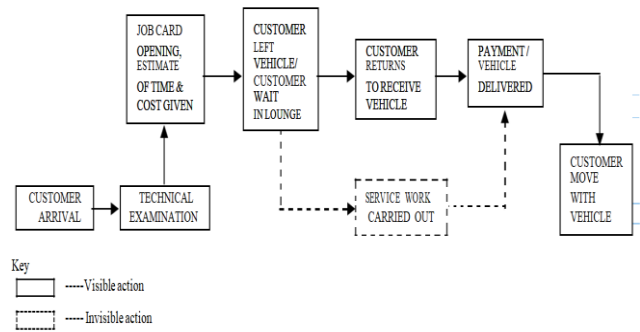 JOB CARD
OPENING,
ESTIMATE
OF TIME &
COST GIVEN
CUSTOMER
LEFT
VEHICLE/
CUSTOMER
WAIT
IN LOUNGE
CUSTOMER
RETURNS
TO RECEIVE
VEHICLE
PAYMENT/
VEHICLE
DELIVERED
CUSTOMER
ARRIVAL
TECHNICAL
EXAMINATION
SERVICE WORK
CARRIED OUT
CUSTOMER
MOVE
WITH
VEHICLE
Key
-----Visible action
-----Invisible action